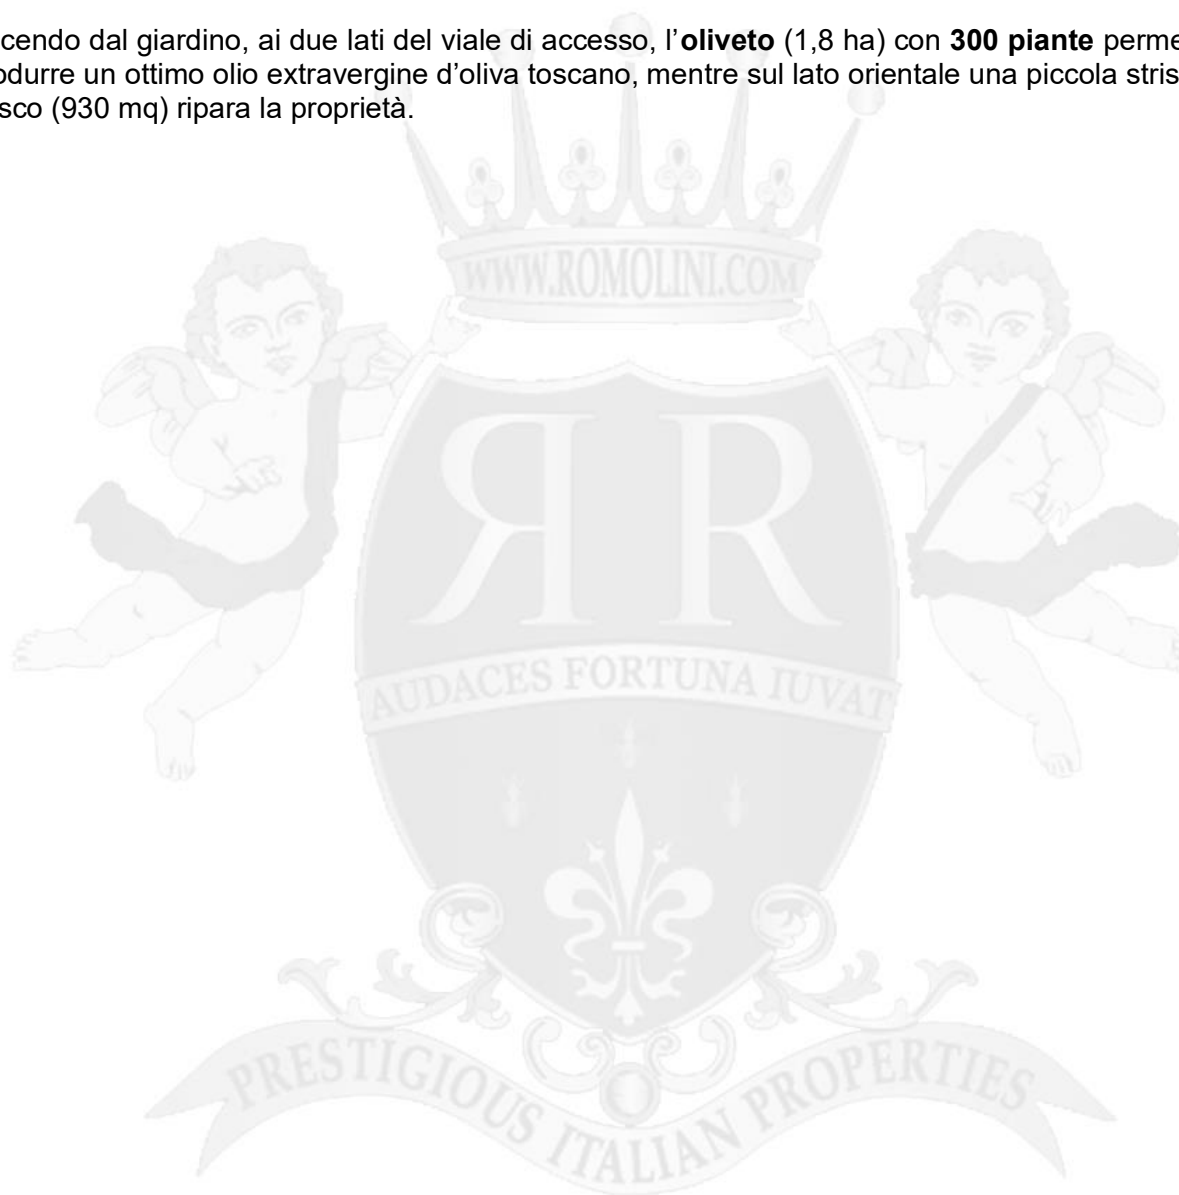 cendo dal giardino, ai due lati del viale di accesso, l’oliveto (1,8 ha) con 300 piante perme
odurre un ottimo olio extravergine d’oliva toscano, mentre sul lato orientale una piccola stris
sco (930 mq) ripara la proprietà.
WWW.ROMOLINI.COM
R R
AUDACES FORTUNA IUVAT
PRESTIGIOUS ITALIAN PROPERTIES